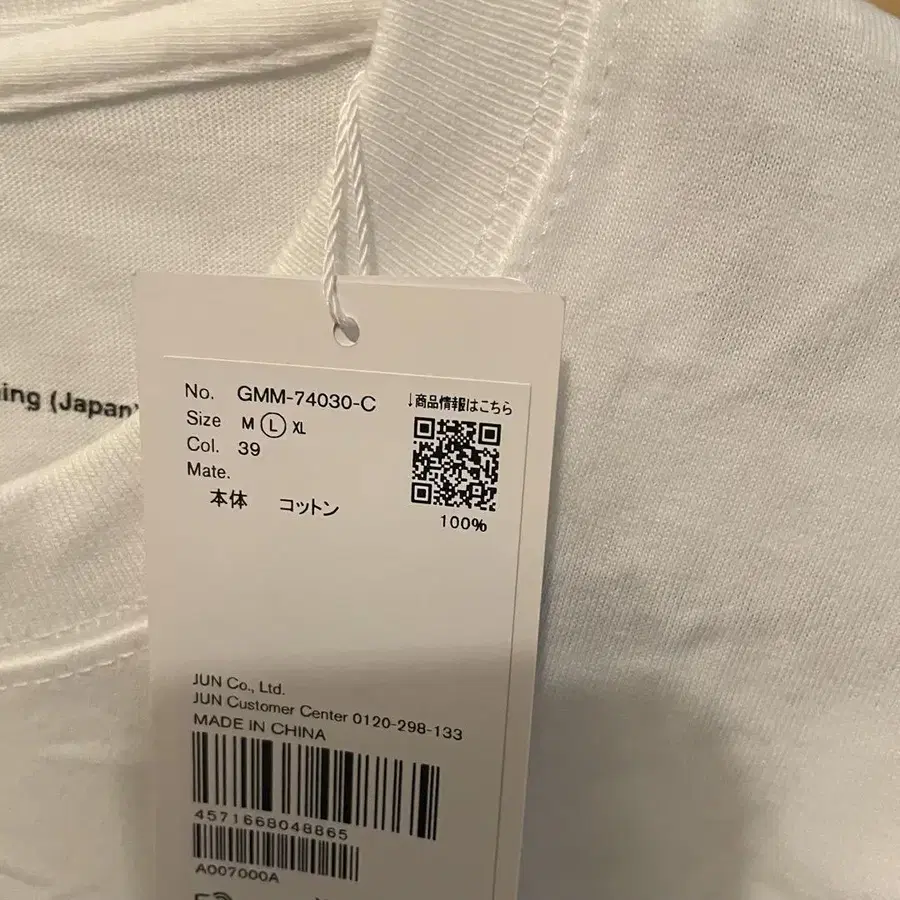 (Japan)
No. GMM-74030-C
↓商品情報はこちら
Size M L XL
Col. 39
Mate.
本体 コットン
100%
JUN Co., Ltd.
JUN Customer Center 0120-298-133
MADE IN CHINA
4571668048865
A007000A